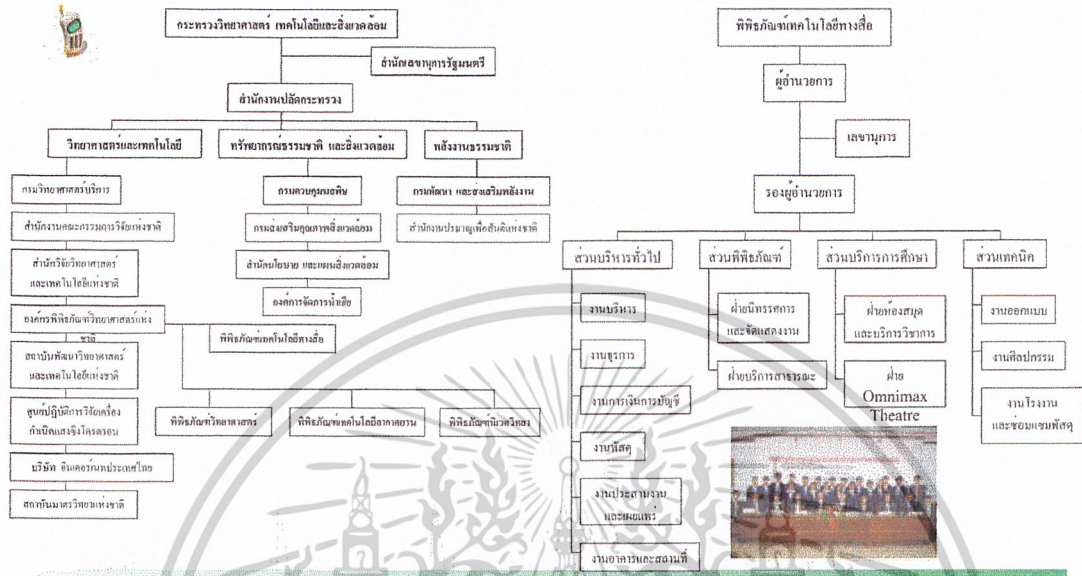 กระทรวงวิทยาศาสตร์ เทคโนโลยีและสิ่งแวดล้อม
สำนักเลขานุการรัฐมนตรี
สำนักงานปลัดกระทรวง
วิทยาศาสตร์และเทคโนโลยี
ทรัพยากรณ์ธรรมชาติ และสิ่งแวดล้อม
พลังงานธรรมชาติ
กรมวิทยาศาสตร์บริการ
สำนักงานคณะกรรมการวิจัยแห่งชาติ
สำนักวิจัยวิทยาศาสตร์
และเทคโนโลยีแห่งชาติ
องค์กรพิพิธภัณฑ์วิทยาศาสตร์แห่ง
ชาติ
สถาบันพัฒนาวิทยาศาสตร์
และเทคโนโลยีแห่งชาติ
ศูนย์ปฏิบัติการวิจัยเครื่อง
กำเนิดแสงซิงโครตรอน
บริษัท อินเตอร์เนทประเทศไทย
สถาบันมาตรวิทยาแห่งชาติ
กรมควบคุมมลพิษ
กรมส่งเสริมคุณภาพสิ่งแวดล้อม
สำนักนโยบาย และแผนสิ่งแวดล้อม
องค์การจัดการน้ำเสีย
กรมพัฒนา และส่งเสริมพลังงาน
สำนักงานปรมาณูเพื่อสันติแห่งชาติ
พิพิธภัณฑ์เทคโนโลยีทางสื่อ
พิพิธภัณฑ์วิทยาศาสตร์
พิพิธภัณฑ์เทคโนโลยีอากาศยาน
พิพิธภัณฑ์นิเวศวิทยา
พิพิธภัณฑ์เทคโนโลยีทางสื่อ
ผู้อำนวยการ
เลขานุการ
รองผู้อำนวยการ
ส่วนบริหารทั่วไป
ส่วนพิพิธภัณฑ์
ส่วนบริการการศึกษา
ส่วนเทคนิค
งานบริหาร
งานธุรการ
งานการเงินการบัญชี
งานพัสดุ
งานประสานงาน
และเผยแพร่
งานอาคารและสถานที่
ฝ่ายนิทรรศการ
และจัดแสดงงาน
ฝ่ายบริการสาธารณะ
ฝ่ายห้องสมุด
และบริการวิชาการ
ฝ่าย
Omnimax
Theatre
งานออกแบบ
งานศิลปกรรม
งานโรงงาน
และซ่อมแซมพัสดุ